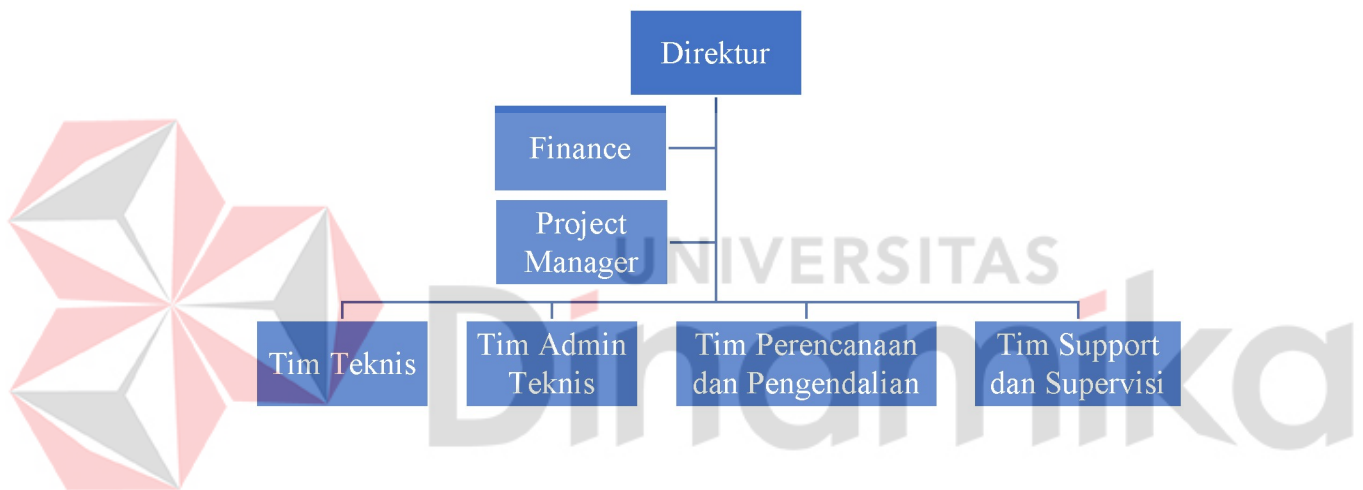 Direktur
Finance
Project
Manager
UNIVERSITAS
Dinamika
Tim Teknis
Tim Admin
Teknis
Tim Perencanaan
dan Pengendalian
Tim Support
dan Supervisi